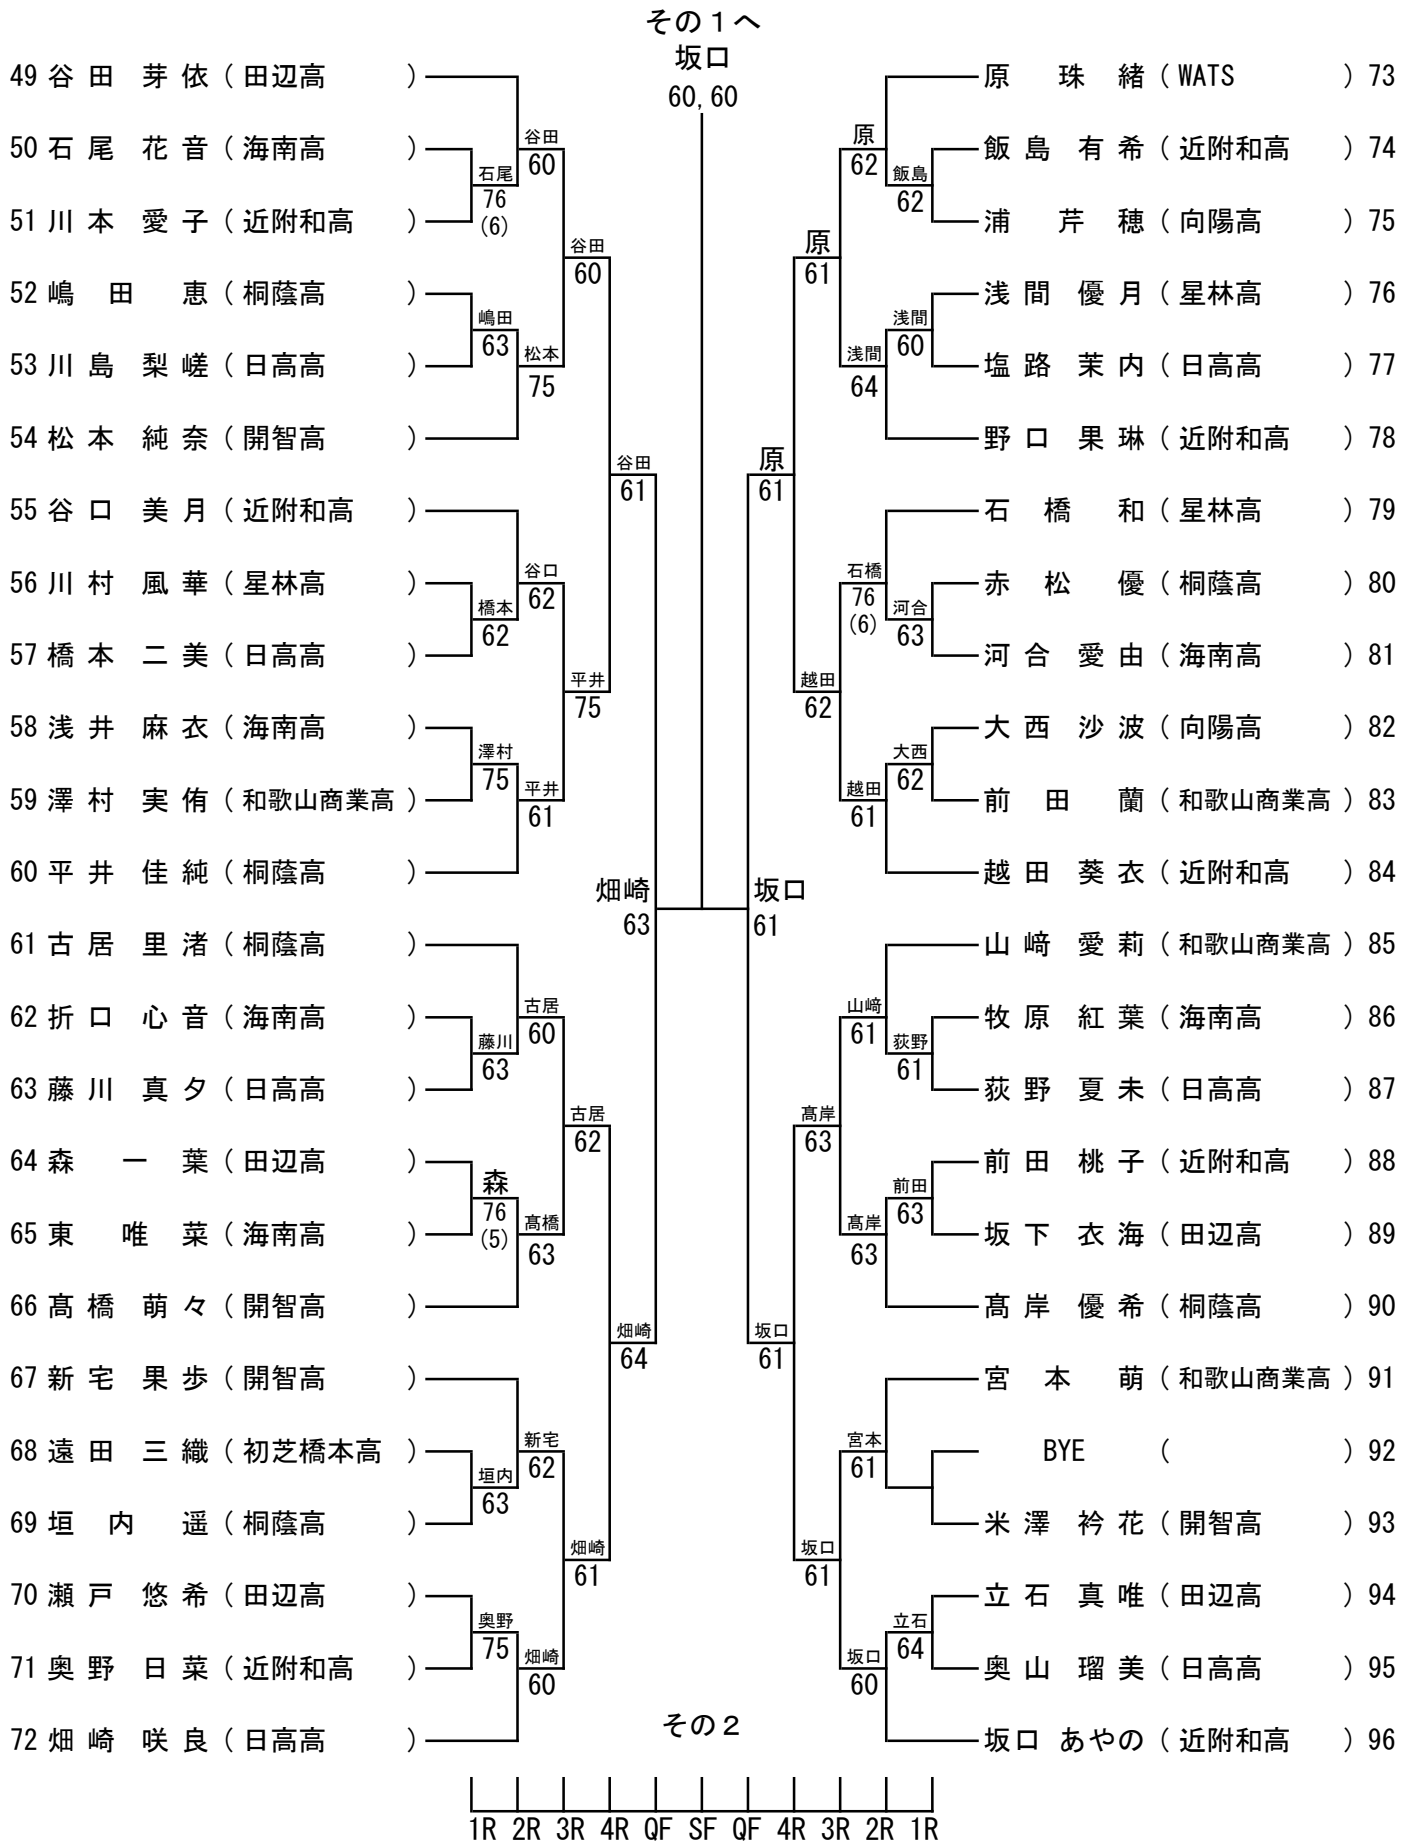 その１へ
坂口
60, 60
49 谷田 芽依 ( 田辺高 )
50 石尾 花音 ( 海南高 )
51 川本 愛子 ( 近附和高 )
52 嶋田 恵 ( 桐蔭高 )
53 川島 梨嵯 ( 日高高 )
54 松本 純奈 ( 開智高 )
55 谷口 美月 ( 近附和高 )
56 川村 風華 ( 星林高 )
57 橋本 二美 ( 日高高 )
58 浅井 麻衣 ( 海南高 )
59 澤村 実侑 ( 和歌山商業高 )
60 平井 佳純 ( 桐蔭高 )
61 古居 里渚 ( 桐蔭高 )
62 折口 心音 ( 海南高 )
63 藤川 真夕 ( 日高高 )
64 森 一葉 ( 田辺高 )
65 東 唯菜 ( 海南高 )
66 髙橋 萌々 ( 開智高 )
67 新宅 果歩 ( 開智高 )
68 遠田 三織 ( 初芝橋本高 )
69 垣内 遥 ( 桐蔭高 )
70 瀬戸 悠希 ( 田辺高 )
71 奥野 日菜 ( 近附和高 )
72 畑崎 咲良 ( 日高高 )
石尾
76
(6)
嶋田
63
橋本
62
澤村
75
藤川
63
森
76
(5)
垣内
63
奥野
75
谷田
60
松本
75
谷口
62
平井
61
古居
60
髙橋
63
新宅
62
畑崎
60
谷田
60
平井
75
古居
62
畑崎
61
谷田
61
畑崎
64
畑崎
63
坂口
61
原
61
坂口
61
原
61
越田
62
髙岸
63
坂口
61
原
62
浅間
64
石橋
76
(6)
越田
61
山﨑
61
髙岸
63
宮本
61
坂口
60
飯島
62
浅間
60
河合
63
大西
62
荻野
61
前田
63
立石
64
原 珠緒 ( WATS ) 73
飯島 有希 ( 近附和高 ) 74
浦 芹穂 ( 向陽高 ) 75
浅間 優月 ( 星林高 ) 76
塩路 茉内 ( 日高高 ) 77
野口 果琳 ( 近附和高 ) 78
石橋 和 ( 星林高 ) 79
赤松 優 ( 桐蔭高 ) 80
河合 愛由 ( 海南高 ) 81
大西 沙波 ( 向陽高 ) 82
前田 蘭 ( 和歌山商業高 ) 83
越田 葵衣 ( 近附和高 ) 84
山﨑 愛莉 ( 和歌山商業高 ) 85
牧原 紅葉 ( 海南高 ) 86
荻野 夏未 ( 日高高 ) 87
前田 桃子 ( 近附和高 ) 88
坂下 衣海 ( 田辺高 ) 89
髙岸 優希 ( 桐蔭高 ) 90
宮本 萌 ( 和歌山商業高 ) 91
BYE ( ) 92
米澤 衿花 ( 開智高 ) 93
立石 真唯 ( 田辺高 ) 94
奥山 瑠美 ( 日高高 ) 95
坂口 あやの ( 近附和高 ) 96
その２
1R 2R 3R 4R QF SF QF 4R 3R 2R 1R